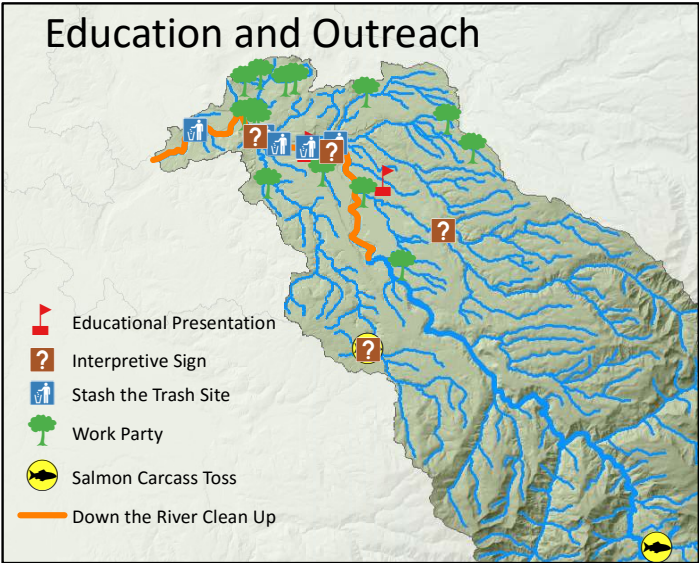 Education and Outreach
?
?
?
?
Educational Presentation
? Interpretive Sign
Stash the Trash Site
Work Party
Salmon Carcass Toss
Down the River Clean Up